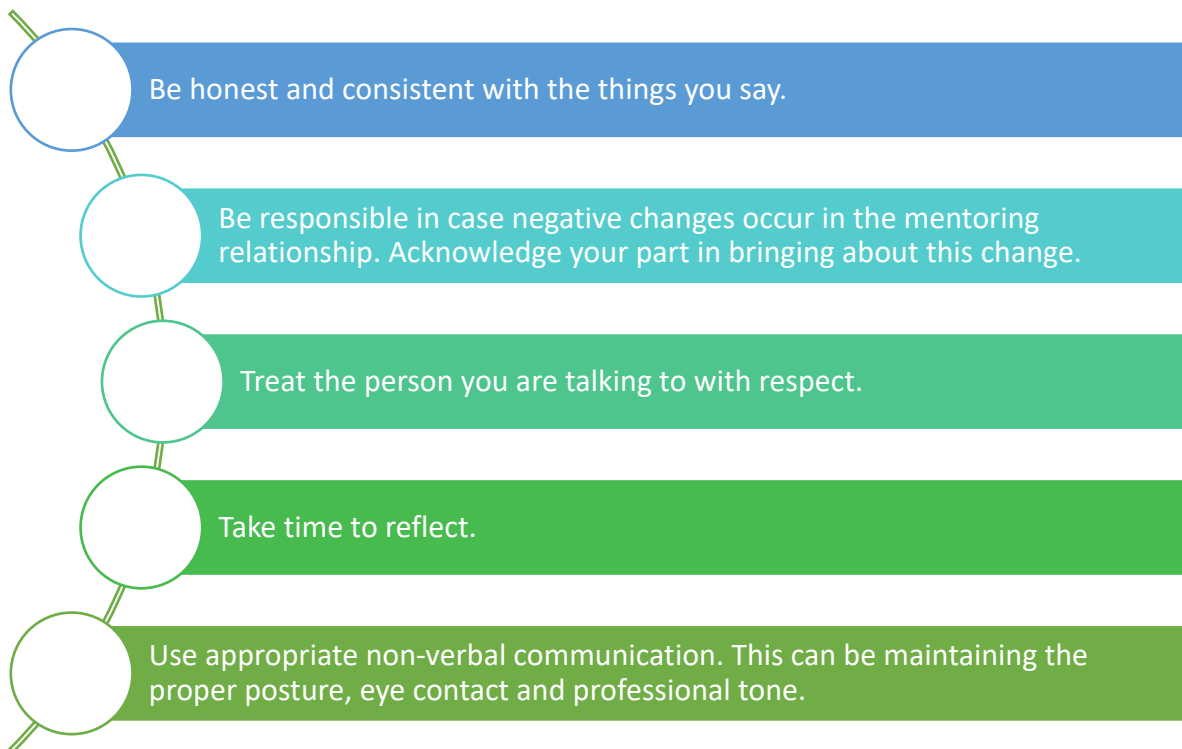 Be honest and consistent with the things you say.
Be responsible in case negative changes occur in the mentoring
relationship. Acknowledge your part in bringing about this change.
Treat the person you are talking to with respect.
Take time to reflect.
Use appropriate non-verbal communication. This can be maintaining the
proper posture, eye contact and professional tone.